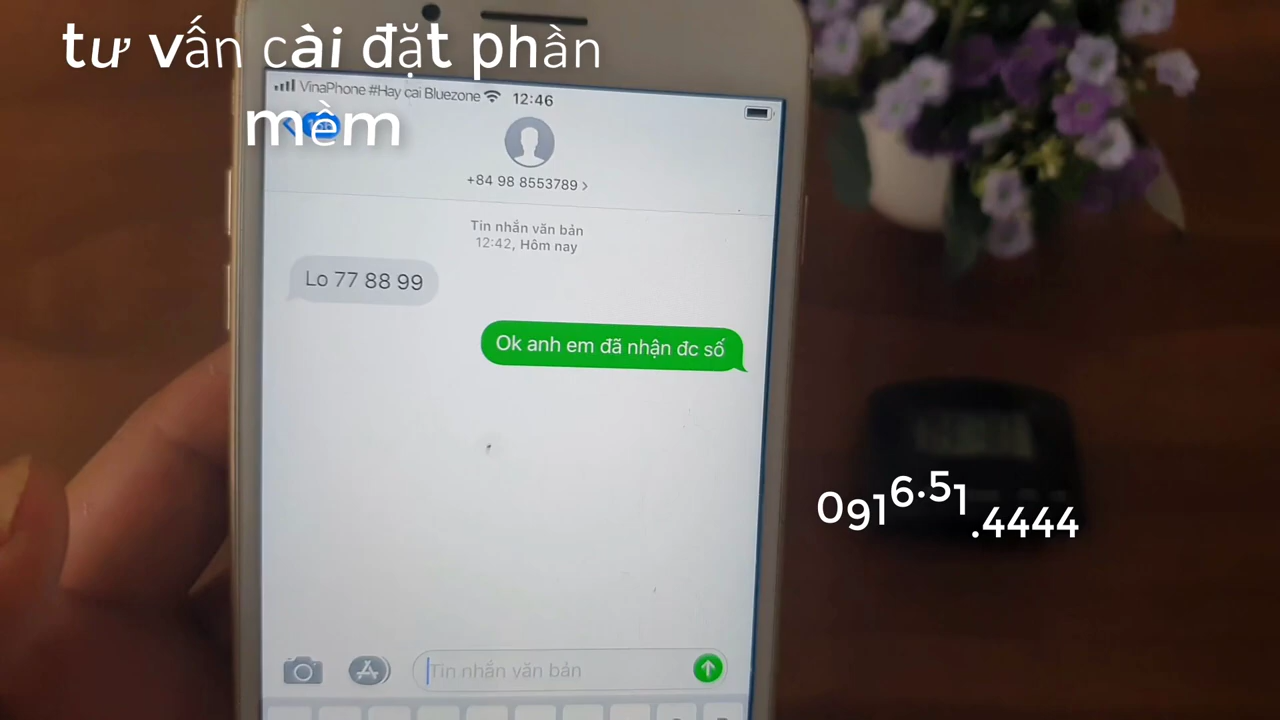 tư vấn cài đặt phần
mềm
VinaPhone #Hay cai Bluezone 12:46
+84 98 8553789 >
Tin nhắn văn bản
12:42, Hôm nay
Lo 77 88 99
Ok anh em đã nhận đc số
0916.51.4444
Tin nhắn văn bản